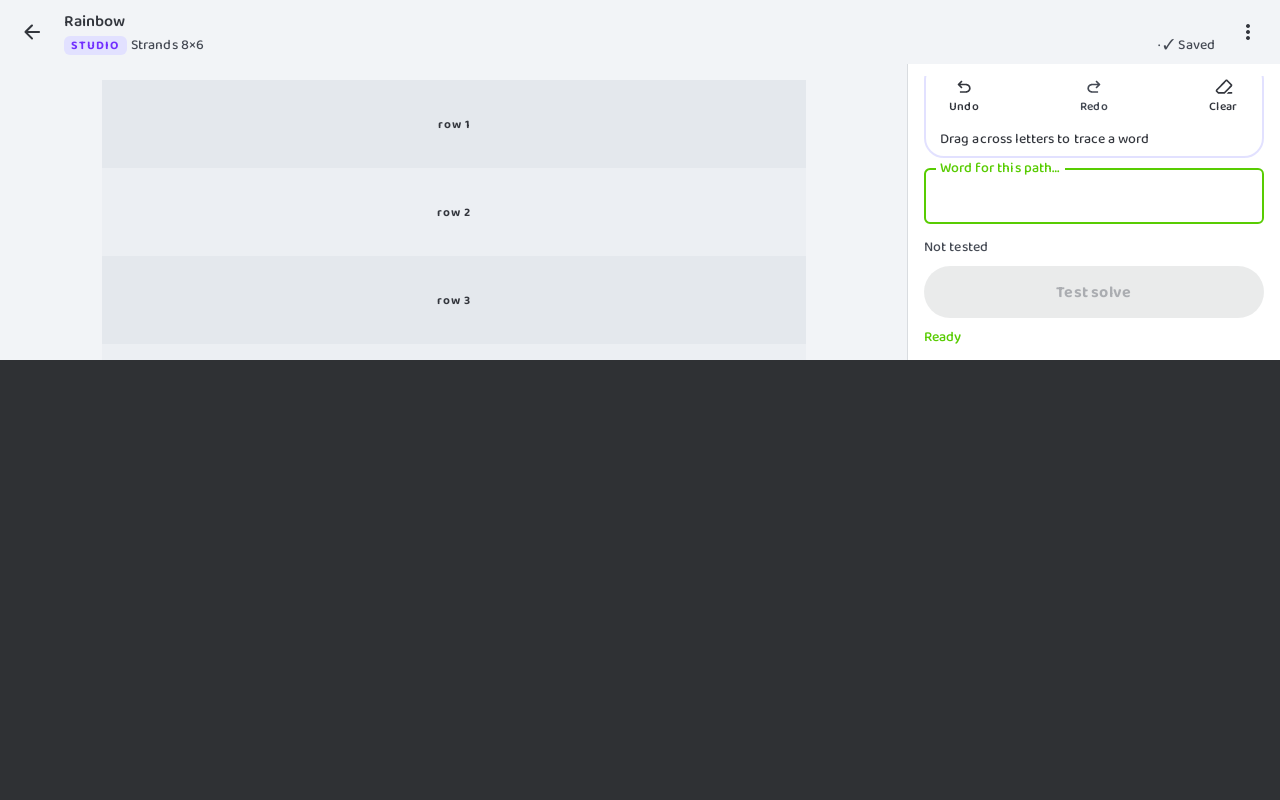 Rainbow
STUDIO Strands 8×6
· ✓ Saved
row 1
row 2
row 3
Undo
Redo
Clear
Drag across letters to trace a word
Word for this path…
Not tested
Test solve
Ready